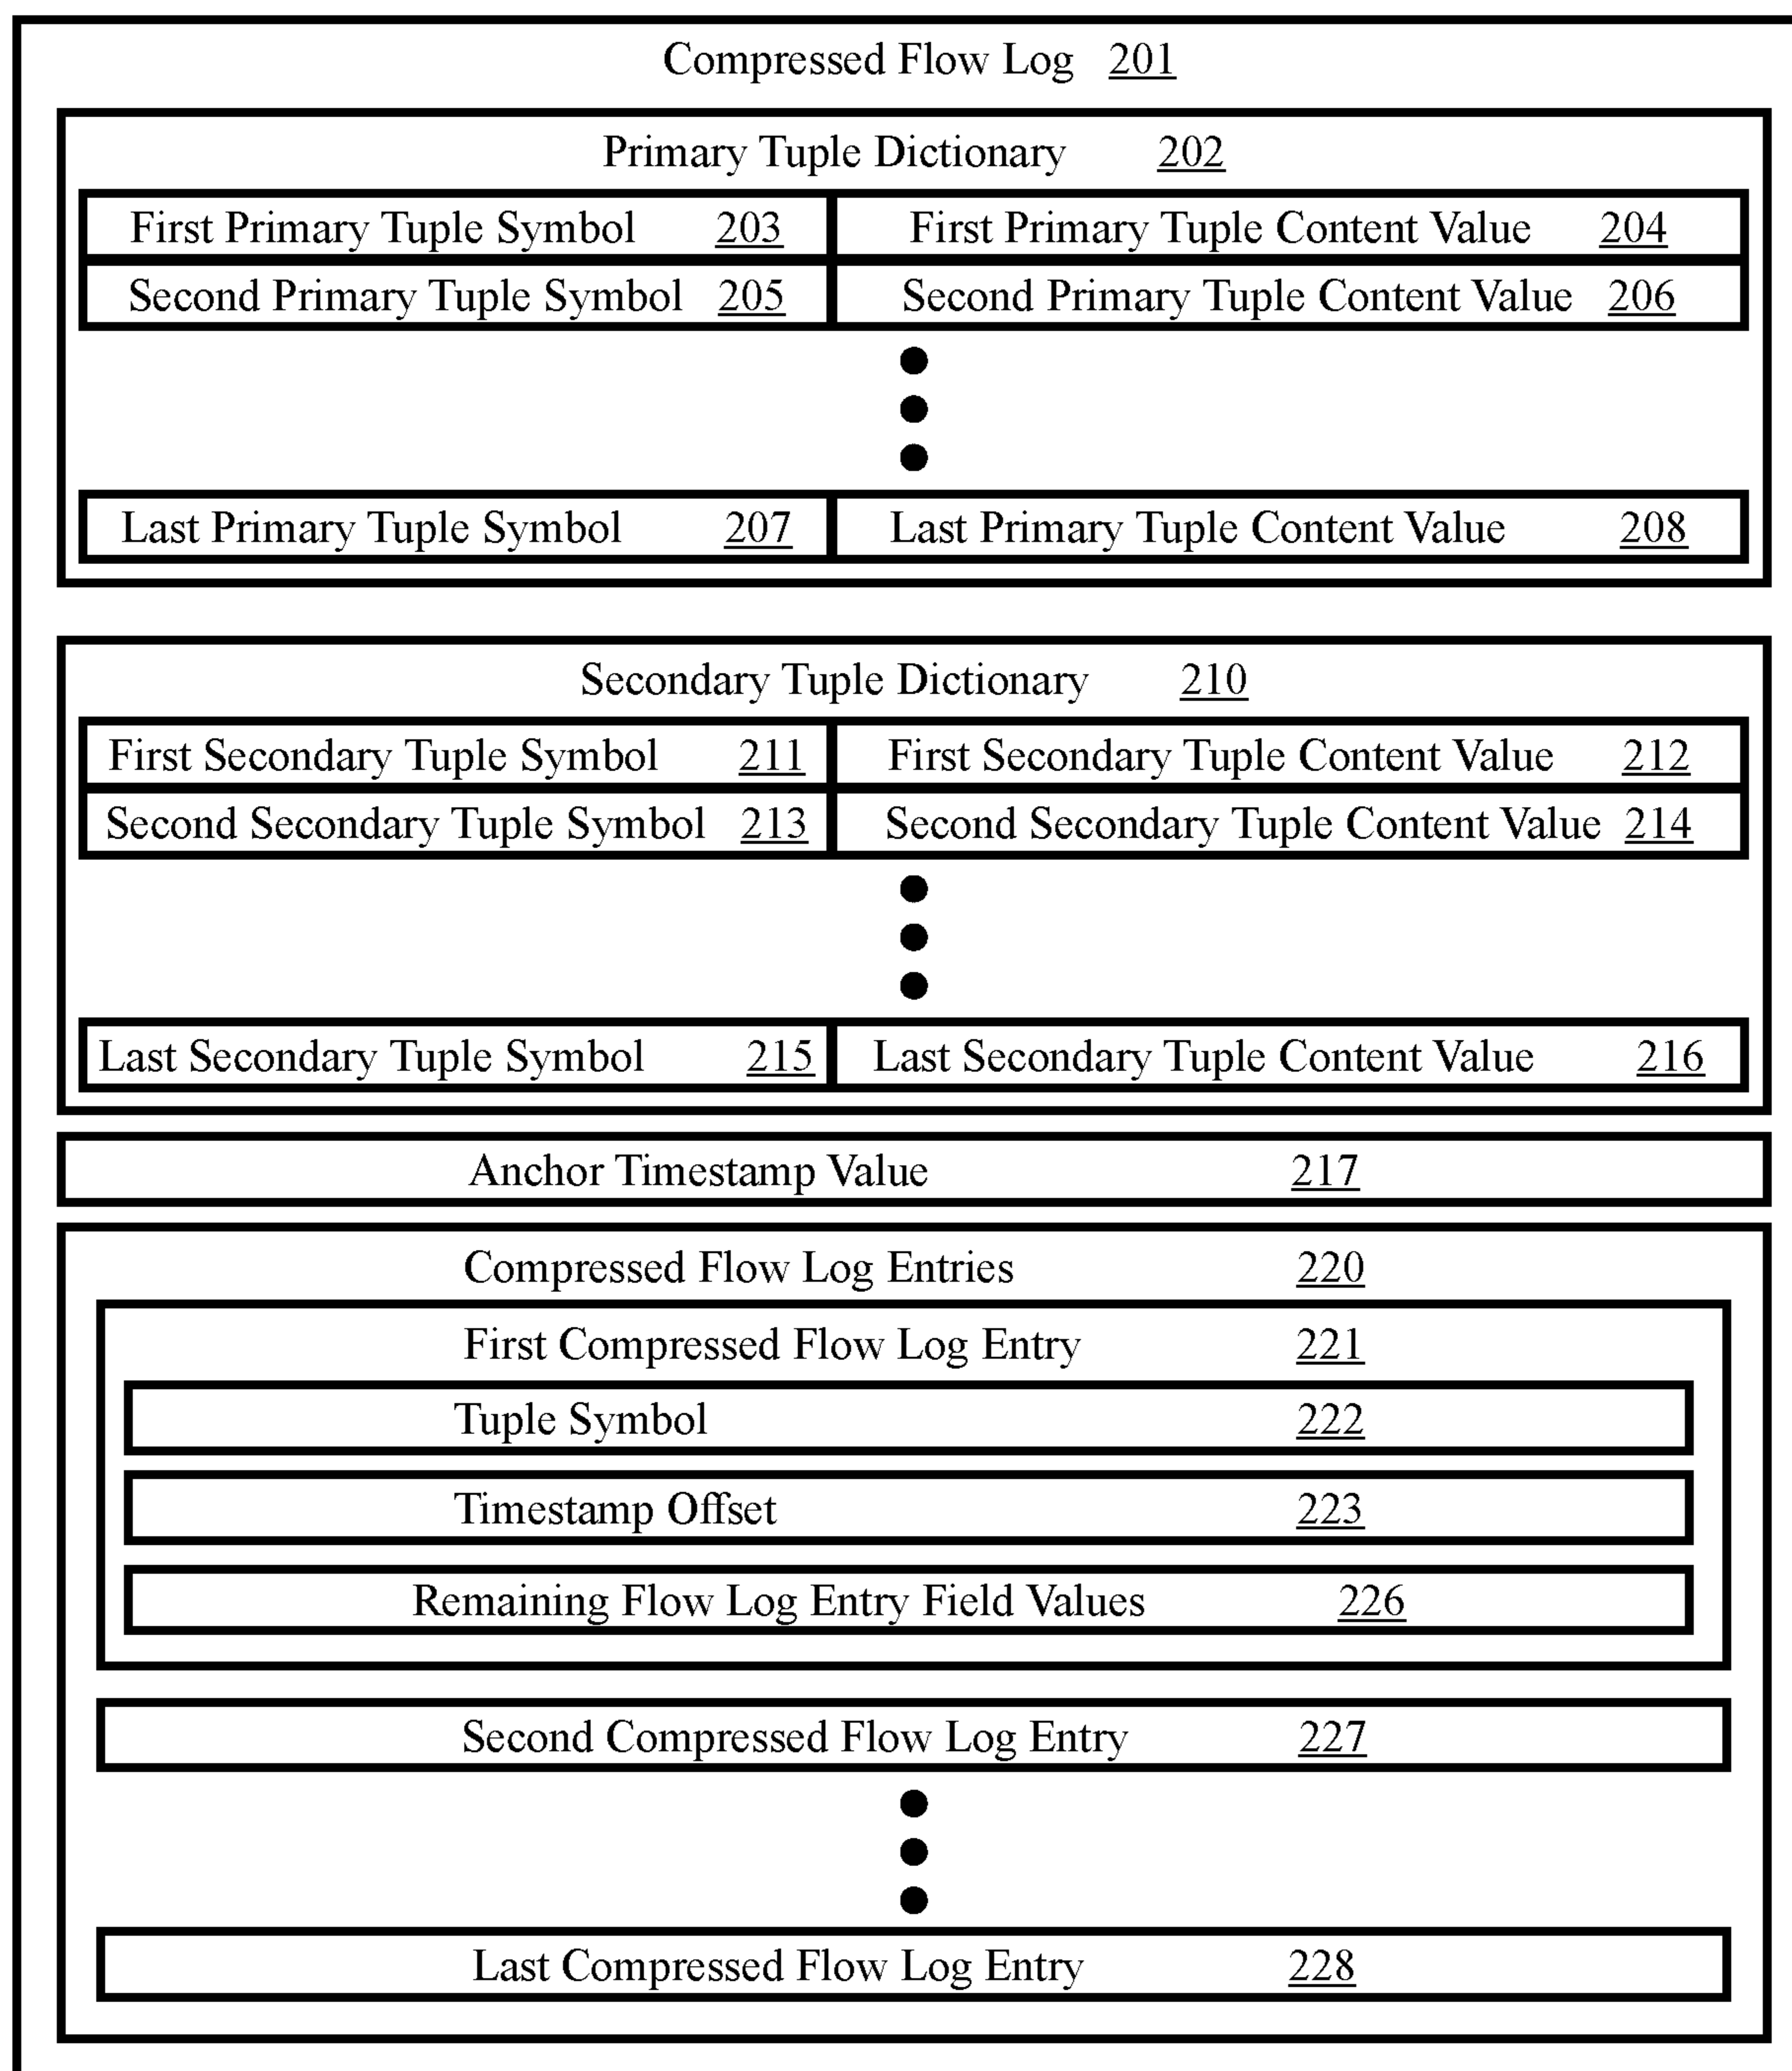 Compressed Flow Log 201
Primary Tuple Dictionary 202
First Primary Tuple Symbol 203 First Primary Tuple Content Value 204
Second Primary Tuple Symbol 205 Second Primary Tuple Content Value 206
Last Primary Tuple Symbol 207 Last Primary Tuple Content Value 208
Secondary Tuple Dictionary 210
First Secondary Tuple Symbol 211 First Secondary Tuple Content Value 212
Second Secondary Tuple Symbol 213 Second Secondary Tuple Content Value 214
Last Secondary Tuple Symbol 215 Last Secondary Tuple Content Value 216
Anchor Timestamp Value 217
Compressed Flow Log Entries 220
First Compressed Flow Log Entry 221
Tuple Symbol 222
Timestamp Offset 223
Remaining Flow Log Entry Field Values 226
Second Compressed Flow Log Entry 227
Last Compressed Flow Log Entry 228